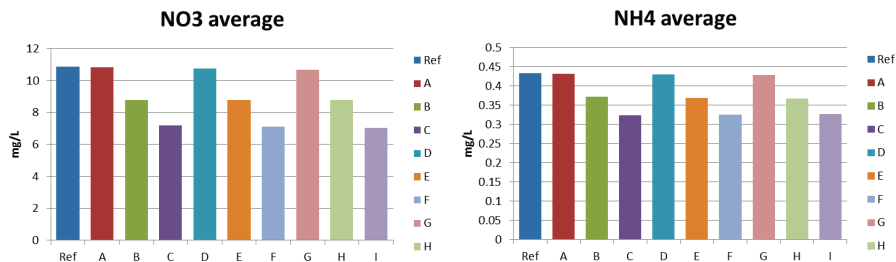 NO3 average
12
10
8
6
4
2
0
mg/L
Ref A B C D E F G H I
Ref
A
B
C
D
E
F
G
H
NH4 average
0.5
0.45
0.4
0.35
0.3
0.25
0.2
0.15
0.1
0.05
0
mg/L
Ref A B C D E F G H I
Ref
A
B
C
D
E
F
G
H